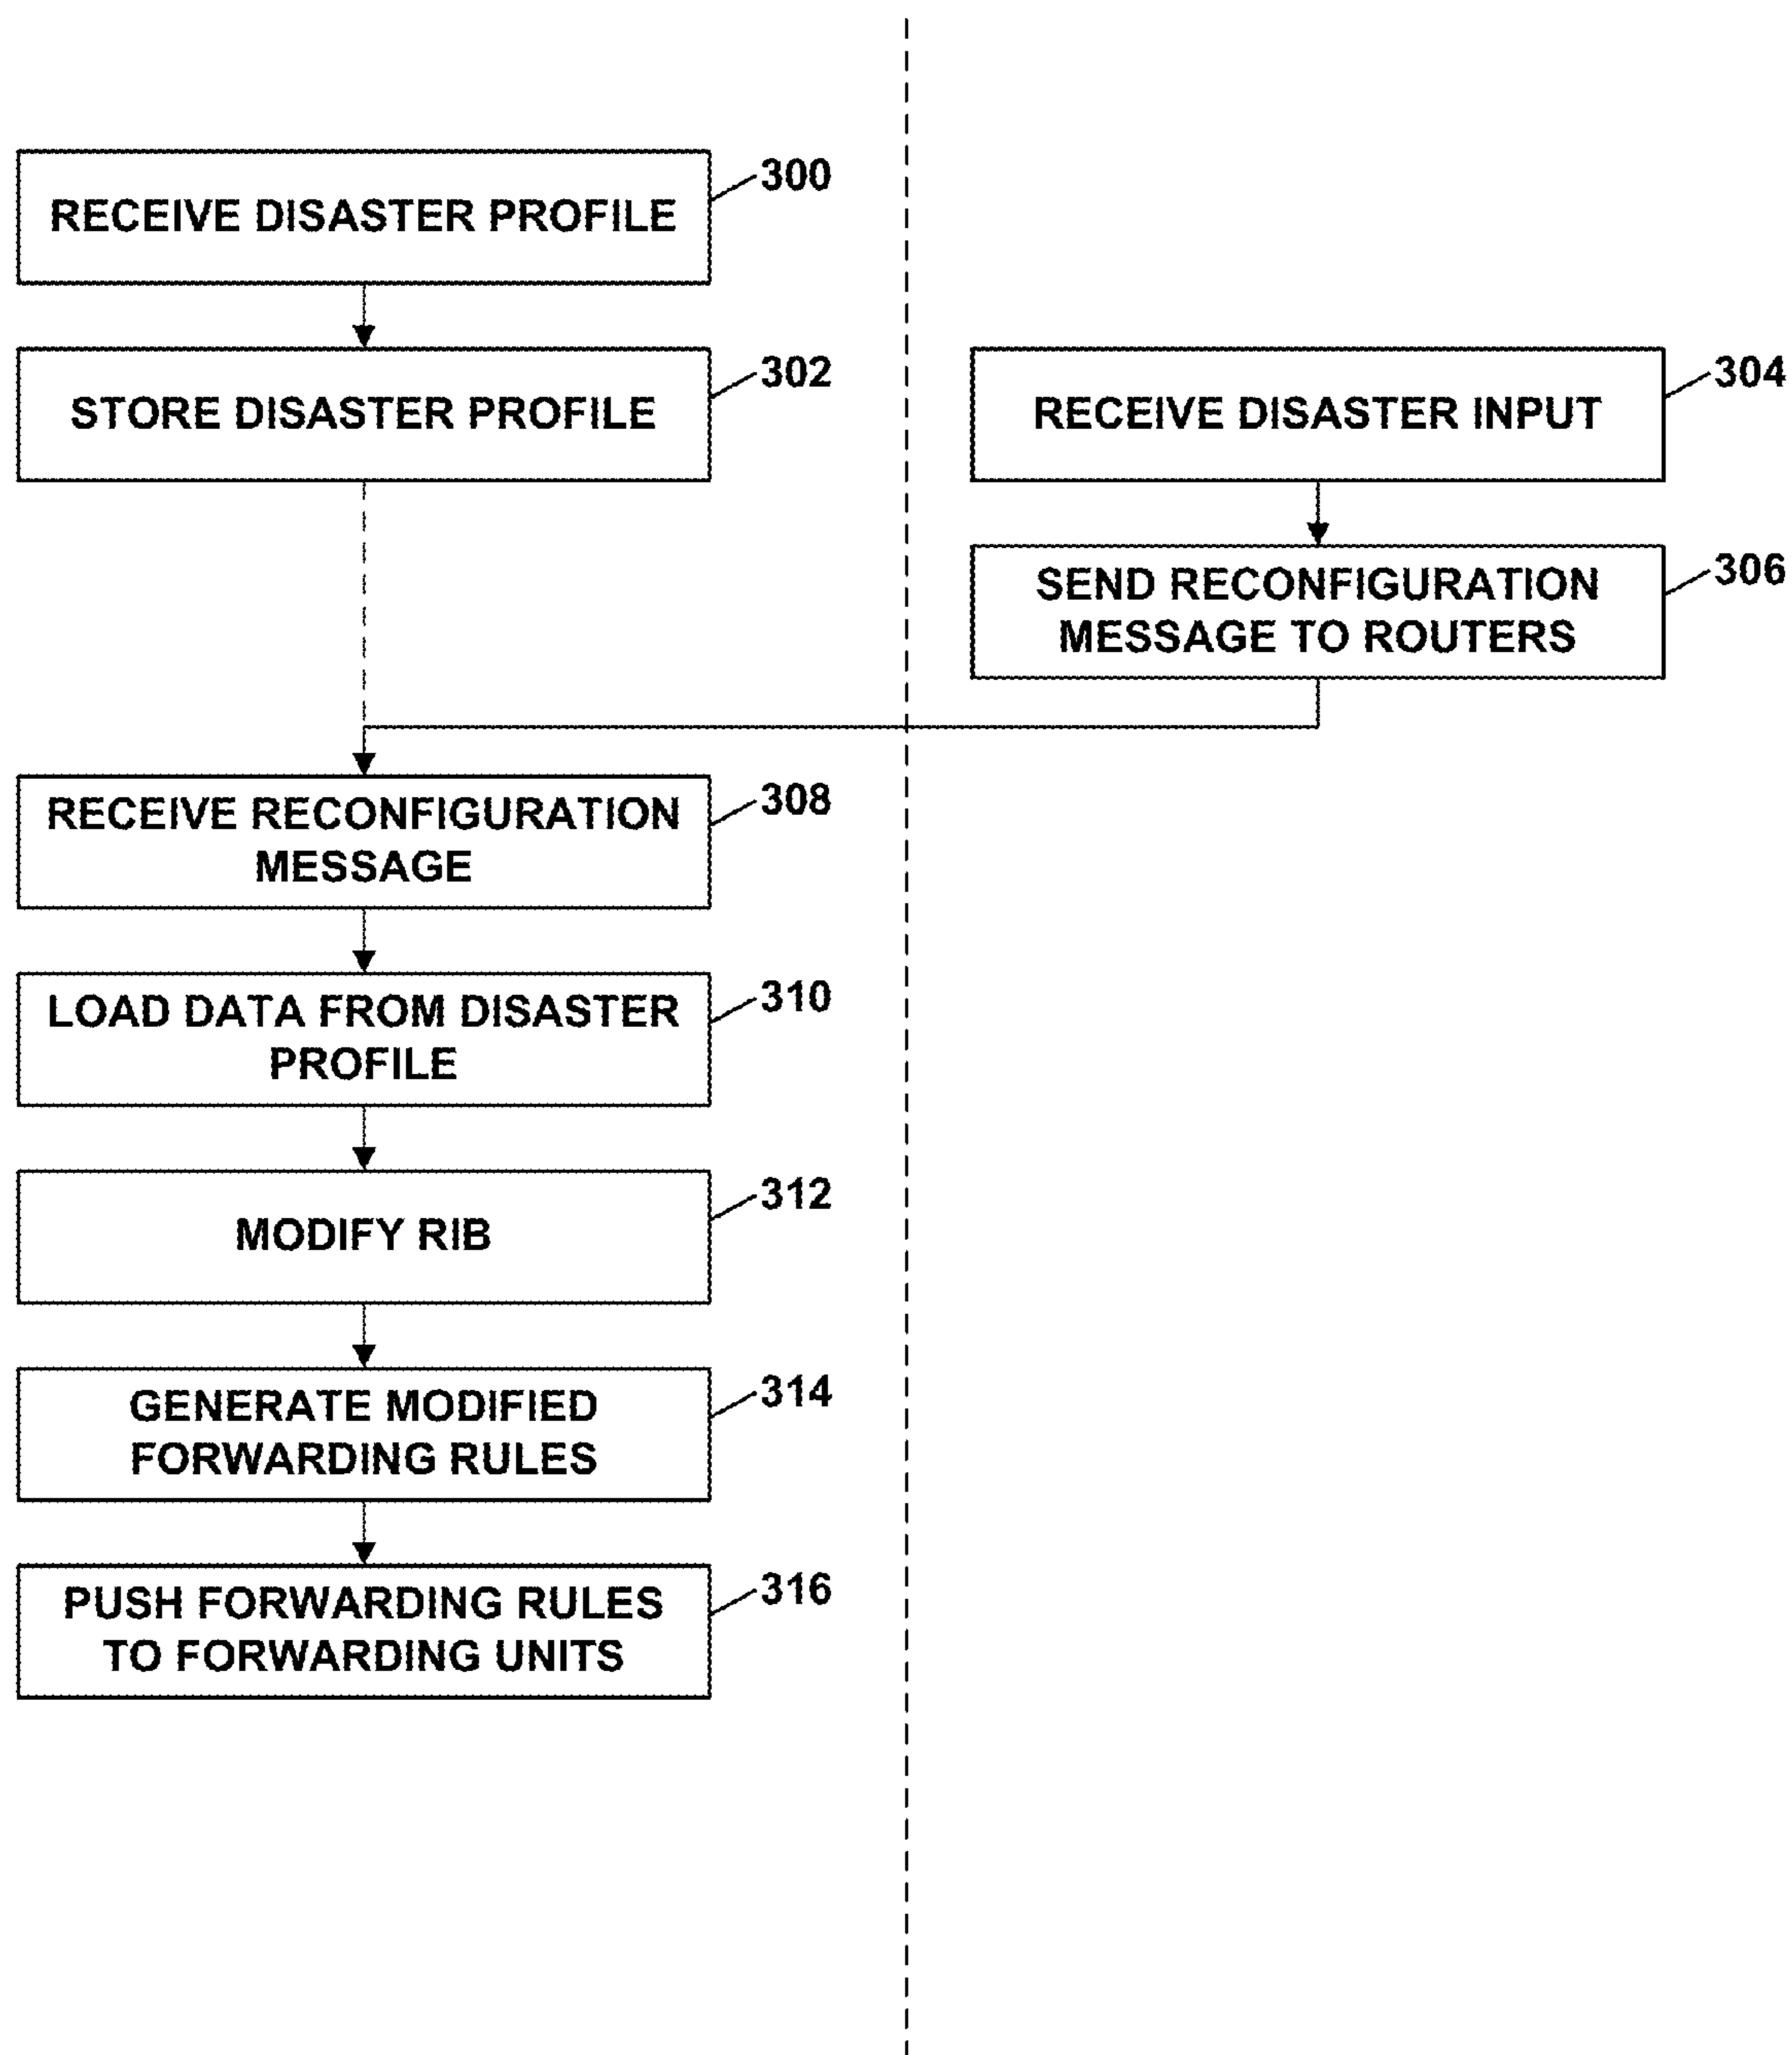 RECEIVE DISASTER PROFILE
300
STORE DISASTER PROFILE
302
RECEIVE DISASTER INPUT
304
SEND RECONFIGURATION
MESSAGE TO ROUTERS
306
RECEIVE RECONFIGURATION
MESSAGE
308
LOAD DATA FROM DISASTER
PROFILE
310
MODIFY RIB
312
GENERATE MODIFIED
FORWARDING RULES
314
PUSH FORWARDING RULES
TO FORWARDING UNITS
316